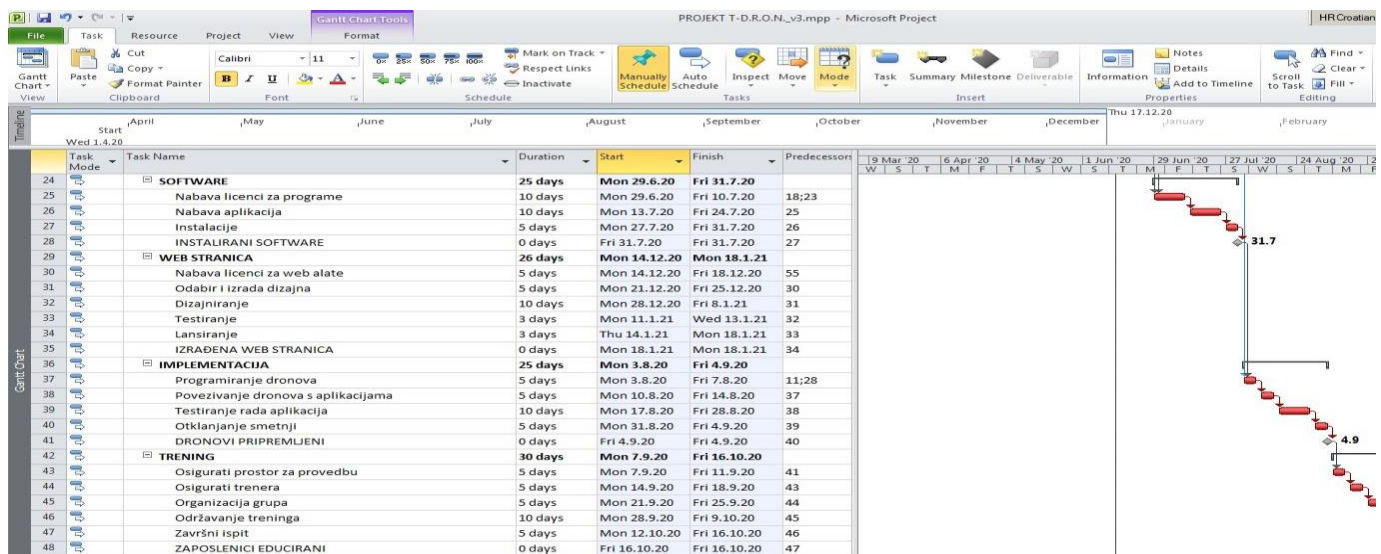 Gantt Chart Tools
PROJEKT T-D.R.O.N._v3.mpp - Microsoft Project
HR Croatian
File Task Resource Project View Format
Cut
Copy
Format Painter
Paste
Gantt Chart
View
Clipboard
Calibri 11
B I U A
Font
0x 25x 50x 75x 100x
Mark on Track
Respect Links
Inactivate
Schedule
Manually Schedule
Auto Schedule
Inspect
Move
Mode
Tasks
Task
Summary
Milestone
Deliverable
Insert
Information
Notes
Details
Add to Timeline
Properties
Scroll to Task
Find
Clear
Fill
Editing
Timeline
Start
Wed 1.4.20
April May June July August September October November December January February
Thu 17.12.20
Gantt Chart
Task Mode Task Name Duration Start Finish Predecessors
9 Mar '20 6 Apr '20 4 May '20 1 Jun '20 29 Jun '20 27 Jul '20 24 Aug '20 2
W S T M F T S W S T M F T S W S T M F
24 SOFTWARE 25 days Mon 29.6.20 Fri 31.7.20
25 Nabava licenci za programe 10 days Mon 29.6.20 Fri 10.7.20 18;23
26 Nabava aplikacija 10 days Mon 13.7.20 Fri 24.7.20 25
27 Instalacije 5 days Mon 27.7.20 Fri 31.7.20 26
28 INSTALIRANI SOFTWARE 0 days Fri 31.7.20 Fri 31.7.20 27 31.7
29 WEB STRANICA 26 days Mon 14.12.20 Mon 18.1.21
30 Nabava licenci za web alate 5 days Mon 14.12.20 Fri 18.12.20 55
31 Odabir i izrada dizajna 5 days Mon 21.12.20 Fri 25.12.20 30
32 Dizajniranje 10 days Mon 28.12.20 Fri 8.1.21 31
33 Testiranje 3 days Mon 11.1.21 Wed 13.1.21 32
34 Lansiranje 3 days Thu 14.1.21 Mon 18.1.21 33
35 IZRAĐENA WEB STRANICA 0 days Mon 18.1.21 Mon 18.1.21 34
36 IMPLEMENTACIJA 25 days Mon 3.8.20 Fri 4.9.20
37 Programiranje dronova 5 days Mon 3.8.20 Fri 7.8.20 11;28
38 Povezivanje dronova s aplikacijama 5 days Mon 10.8.20 Fri 14.8.20 37
39 Testiranje rada aplikacija 10 days Mon 17.8.20 Fri 28.8.20 38
40 Otklanjanje smetnji 5 days Mon 31.8.20 Fri 4.9.20 39
41 DRONOVI PRIPREMLJENI 0 days Fri 4.9.20 Fri 4.9.20 40 4.9
42 TRENING 30 days Mon 7.9.20 Fri 16.10.20
43 Osigurati prostor za provedbu 5 days Mon 7.9.20 Fri 11.9.20 41
44 Osigurati trenera 5 days Mon 14.9.20 Fri 18.9.20 43
45 Organizacija grupa 5 days Mon 21.9.20 Fri 25.9.20 44
46 Održavanje treninga 10 days Mon 28.9.20 Fri 9.10.20 45
47 Završni ispit 5 days Mon 12.10.20 Fri 16.10.20 46
48 ZAPOSLENICI EDUCIRANI 0 days Fri 16.10.20 Fri 16.10.20 47